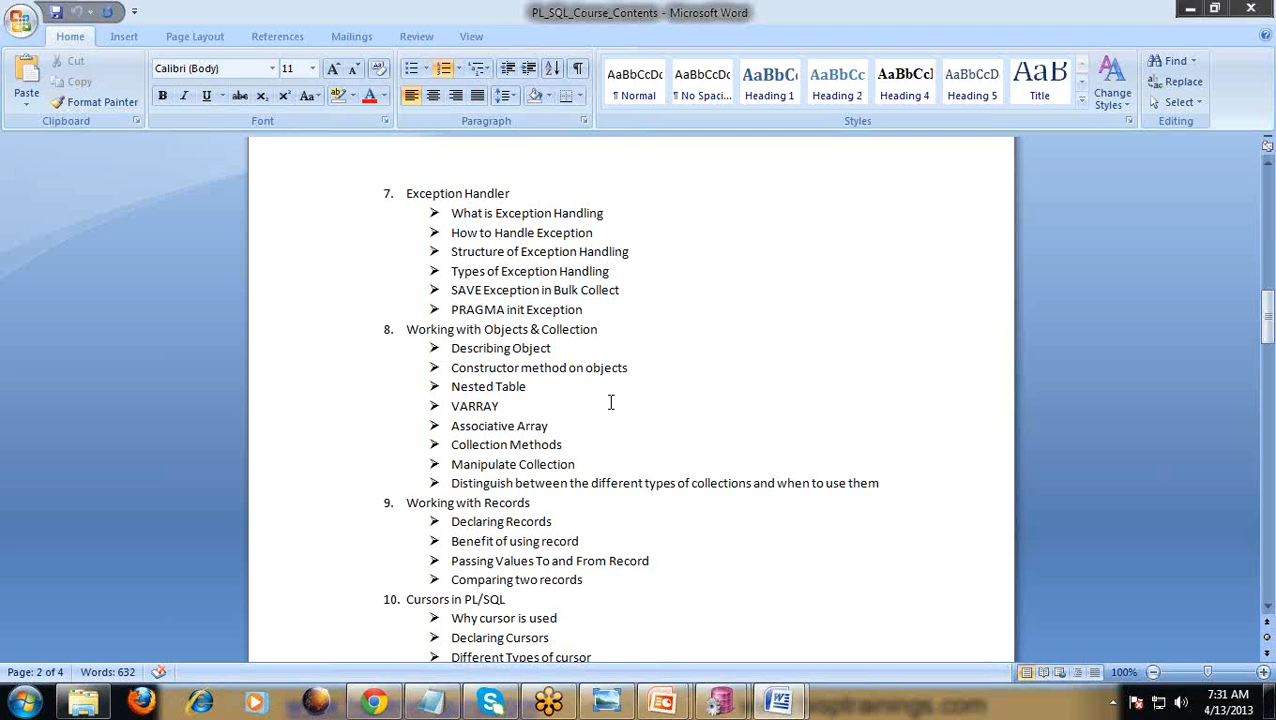 PL_SQL_Course_Contents - Microsoft Word
Home Insert Page Layout References Mailings Review View
Cut
Copy
Format Painter
Paste
Clipboard
Calibri (Body) 11
Font
Paragraph
AaBbCcDc AaBbCcDc AaBbC AaBbCc AaBbCcI AaBbCcD AaB
¶ Normal ¶ No Spaci... Heading 1 Heading 2 Heading 4 Heading 5 Title
Styles
Change Styles
Find
Replace
Select
Editing
7. Exception Handler
➢ What is Exception Handling
➢ How to Handle Exception
➢ Structure of Exception Handling
➢ Types of Exception Handling
➢ SAVE Exception in Bulk Collect
➢ PRAGMA init Exception
8. Working with Objects & Collection
➢ Describing Object
➢ Constructor method on objects
➢ Nested Table
➢ VARRAY
➢ Associative Array
➢ Collection Methods
➢ Manipulate Collection
➢ Distinguish between the different types of collections and when to use them
9. Working with Records
➢ Declaring Records
➢ Benefit of using record
➢ Passing Values To and From Record
➢ Comparing two records
10. Cursors in PL/SQL
➢ Why cursor is used
➢ Declaring Cursors
➢ Different Types of cursor
Page: 2 of 4 Words: 632 100%
7:31 AM
4/13/2013